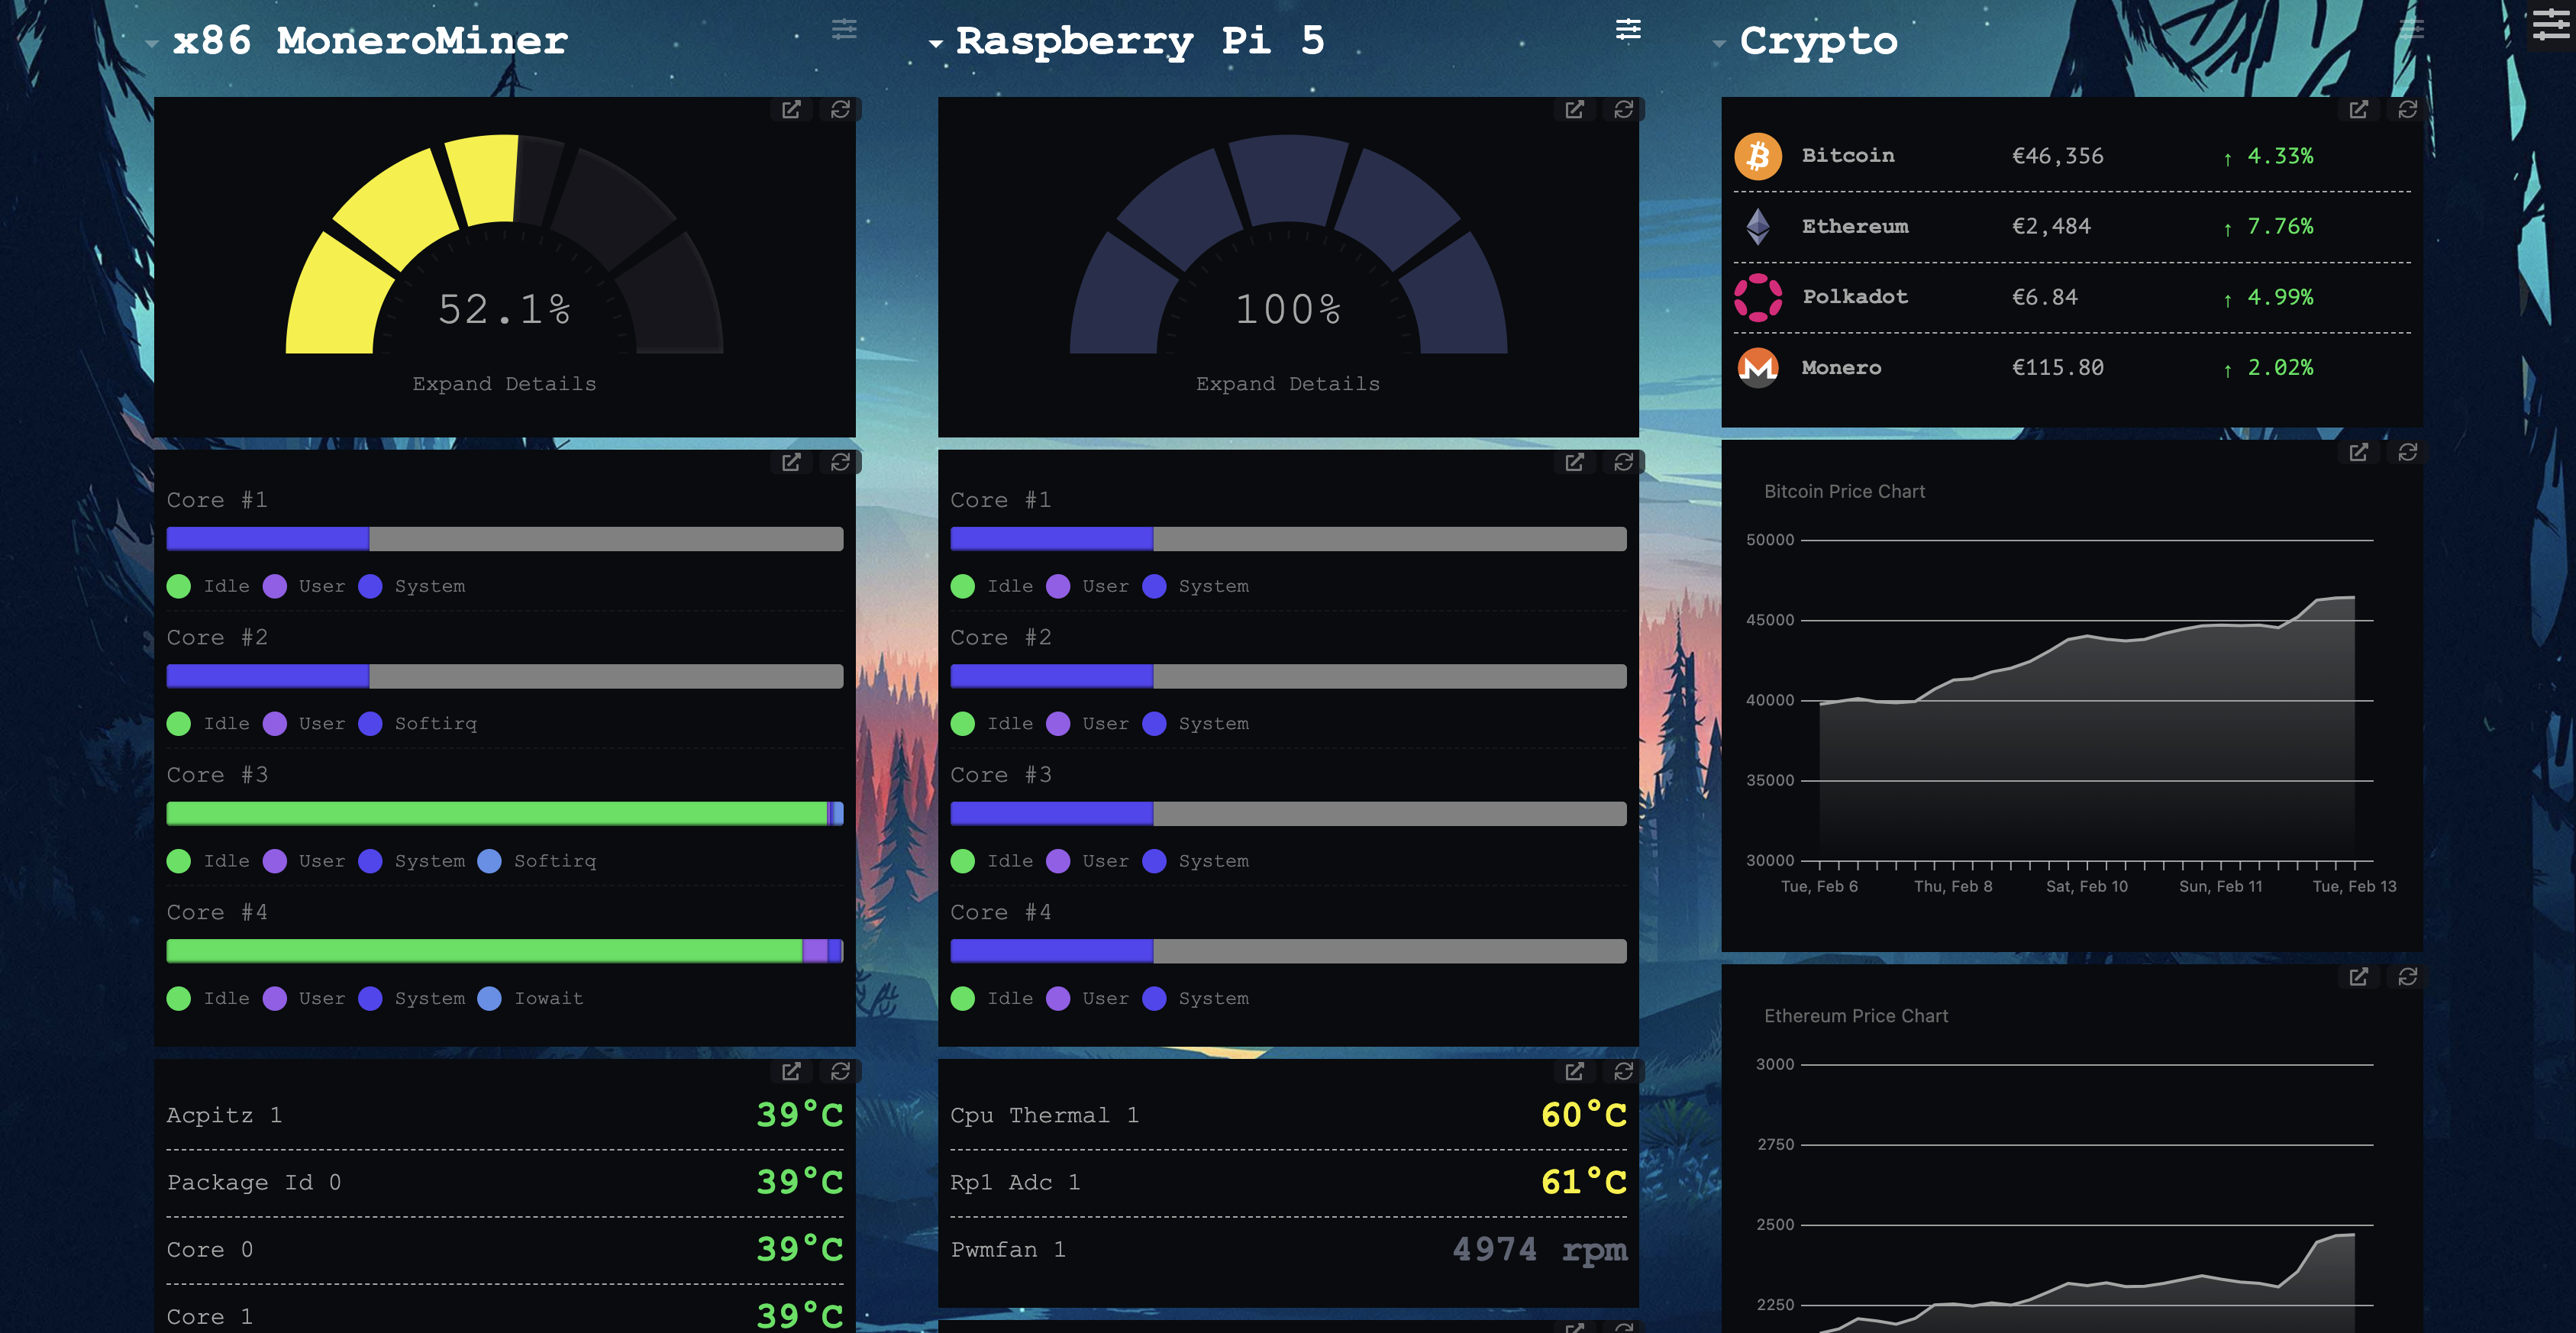 x86 MoneroMiner
52.1%
Expand Details
Core #1
Idle User System
Core #2
Idle User Softirq
Core #3
Idle User System Softirq
Core #4
Idle User System Iowait
Acpitz 1 39°C
Package Id 0 39°C
Core 0 39°C
Core 1 39°C
Raspberry Pi 5
100%
Expand Details
Core #1
Idle User System
Core #2
Idle User System
Core #3
Idle User System
Core #4
Idle User System
Cpu Thermal 1 60°C
Rp1 Adc 1 61°C
Pwmfan 1 4974 rpm
Crypto
Bitcoin €46,356 ↑ 4.33%
Ethereum €2,484 ↑ 7.76%
Polkadot €6.84 ↑ 4.99%
Monero €115.80 ↑ 2.02%
Bitcoin Price Chart
50000
45000
40000
35000
30000
Tue, Feb 6 Thu, Feb 8 Sat, Feb 10 Sun, Feb 11 Tue, Feb 13
Ethereum Price Chart
3000
2750
2500
2250